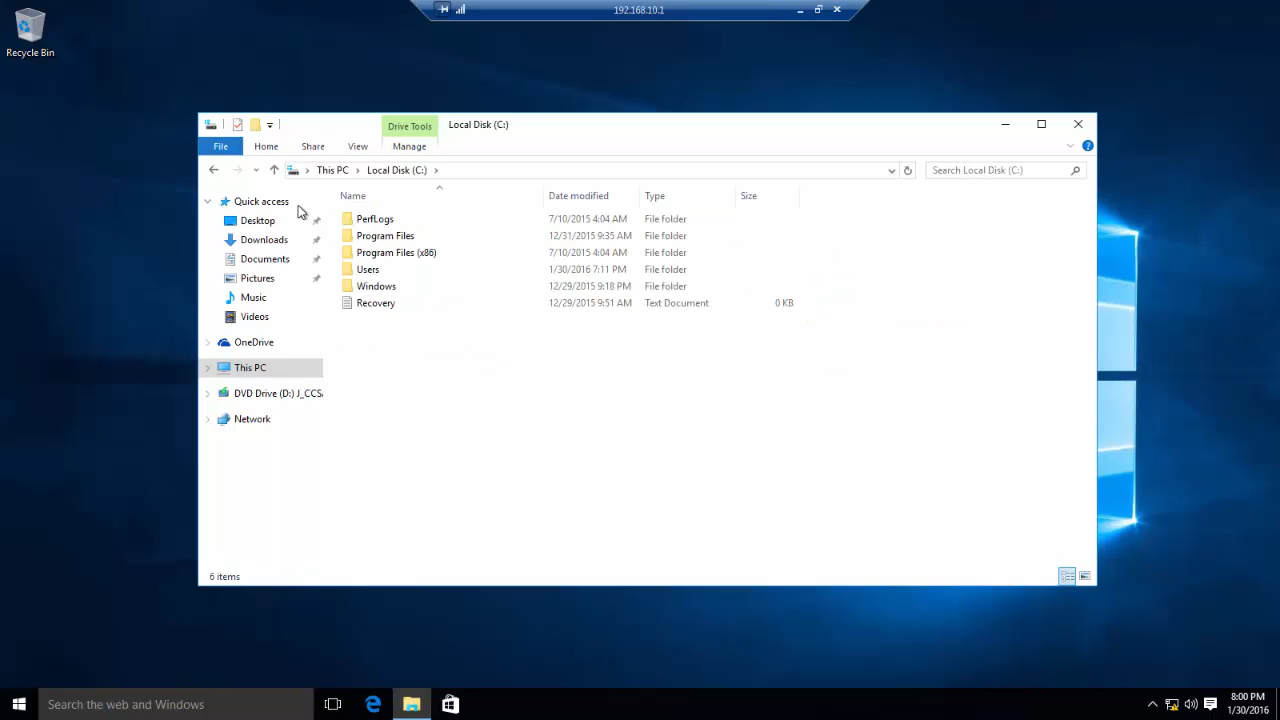 192.168.10.1
Recycle Bin
Drive Tools
Local Disk (C:)
File
Home
Share
View
Manage
This PC
Local Disk (C:)
Search Local Disk (C:)
Name
Date modified
Type
Size
Quick access
Desktop
Downloads
Documents
Pictures
Music
Videos
OneDrive
This PC
DVD Drive (D:) J_CCS
Network
PerfLogs 7/10/2015 4:04 AM File folder
Program Files 12/31/2015 9:35 AM File folder
Program Files (x86) 7/10/2015 4:04 AM File folder
Users 1/30/2016 7:11 PM File folder
Windows 12/29/2015 9:18 PM File folder
Recovery 12/29/2015 9:51 AM Text Document 0 KB
6 items
Search the web and Windows
8:00 PM
1/30/2016